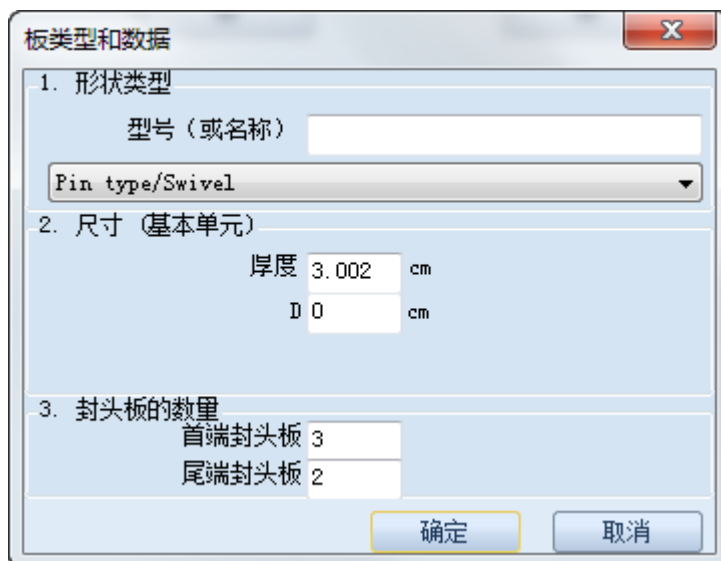 板类型和数据
1. 形状类型
型号（或名称）
Pin type/Swivel
2. 尺寸（基本单元）
厚度 3.002 cm
D 0 cm
3. 封头板的数量
首端封头板 3
尾端封头板 2
确定 取消